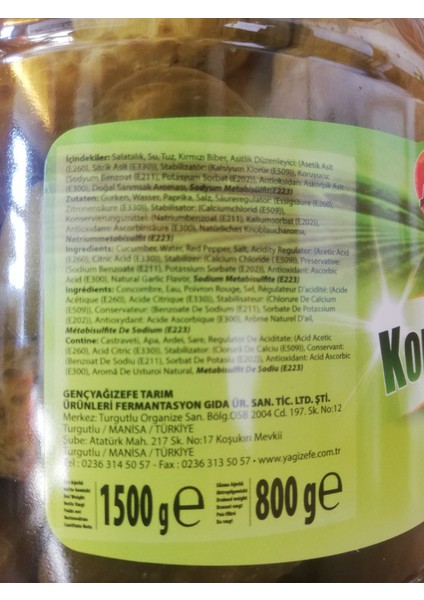 İçindekiler: Salatalık, Su, Tuz, Kırmızı Biber, Asitlik Düzenleyici: (Asetik Asit
(E260), Sitrik Asit (E330)), Stabilizör: (Kalsiyum Klorür (E509)), Koruyucu:
(Sodyum Benzoat (E211), Potasyum Sorbat (E202)), Antioksidan: Askorbik Asit
(E300), Doğal Sarımsak Aroması, Sodyum Metabisülfit (E223)
Zutaten: Gurken, Wasser, Paprika, Salz, Säureregulator: (Essigsäure (E260),
Zitronensäure (E330)), Stabilisator: (Calciumchlorid (E509)),
Konservierungsmittel: (Natriumbenzoat (E211), Kaliumsorbat (E202)),
Antioxidant: Ascorbinsäure (E300), Natürliches Knoblaucharoma,
Natriummetabisulfit (E223)
Ingredients: Cucumber, Water, Red Pepper, Salt, Acidity Regulator: (Acetic Acid
(E260), Citric Acid (E330)), Stabilizer: (Calcium Chloride (E509)), Preservative:
(Sodium Benzoate (E211), Potassium Sorbate (E202)), Antioxidant: Ascorbic
Acid (E300), Natural Garlic Flavor, Sodium Metabisulfite (E223)
Ingrédients: Concombre, Eau, Poivron Rouge, Sel, Régulateur D'acidité: (Acide
Acétique (E260), Acide Citrique (E330)), Stabilisateur: (Chlorure De Calcium
(E509)), Conservateur: (Benzoate De Sodium (E211), Sorbate De Potassium
(E202)), Antioxidant: Acide Ascorbique (E300), Arôme Naturel D'ail,
Métabisulfite De Sodium (E223)
Contine: Castraveti, Apa, Ardei, Sare, Regulator De Aciditate: (Acid Acetic
(E260), Acid Citric (E330)), Stabilizator: (Clorură De Calciu (E509)), Conservant:
(Benzoat De Sodiu (E211), Sorbat De Potasiu (E202)), Antioxidant: Acid Ascorbic
(E300), Aromă De Usturoi Natural, Metabisulfit De Sodiu (E223)
GENÇYAĞIZEFE TARIM
ÜRÜNLERİ FERMANTASYON GIDA ÜR. SAN. TİC. LTD. ŞTİ.
Merkez: Turgutlu Organize San. Bölg.OSB 2004 Cd. 197. Sk. No:12
Turgutlu / MANİSA / TÜRKİYE
Şube: Atatürk Mah. 217 Sk. No:17 Koşukırı Mevkii
Turgutlu / MANİSA / TÜRKİYE
Tel : 0236 314 50 57 - Fax : 0236 313 50 57 • www.yagizefe.com.tr
1500 g e
800 g e
Ko